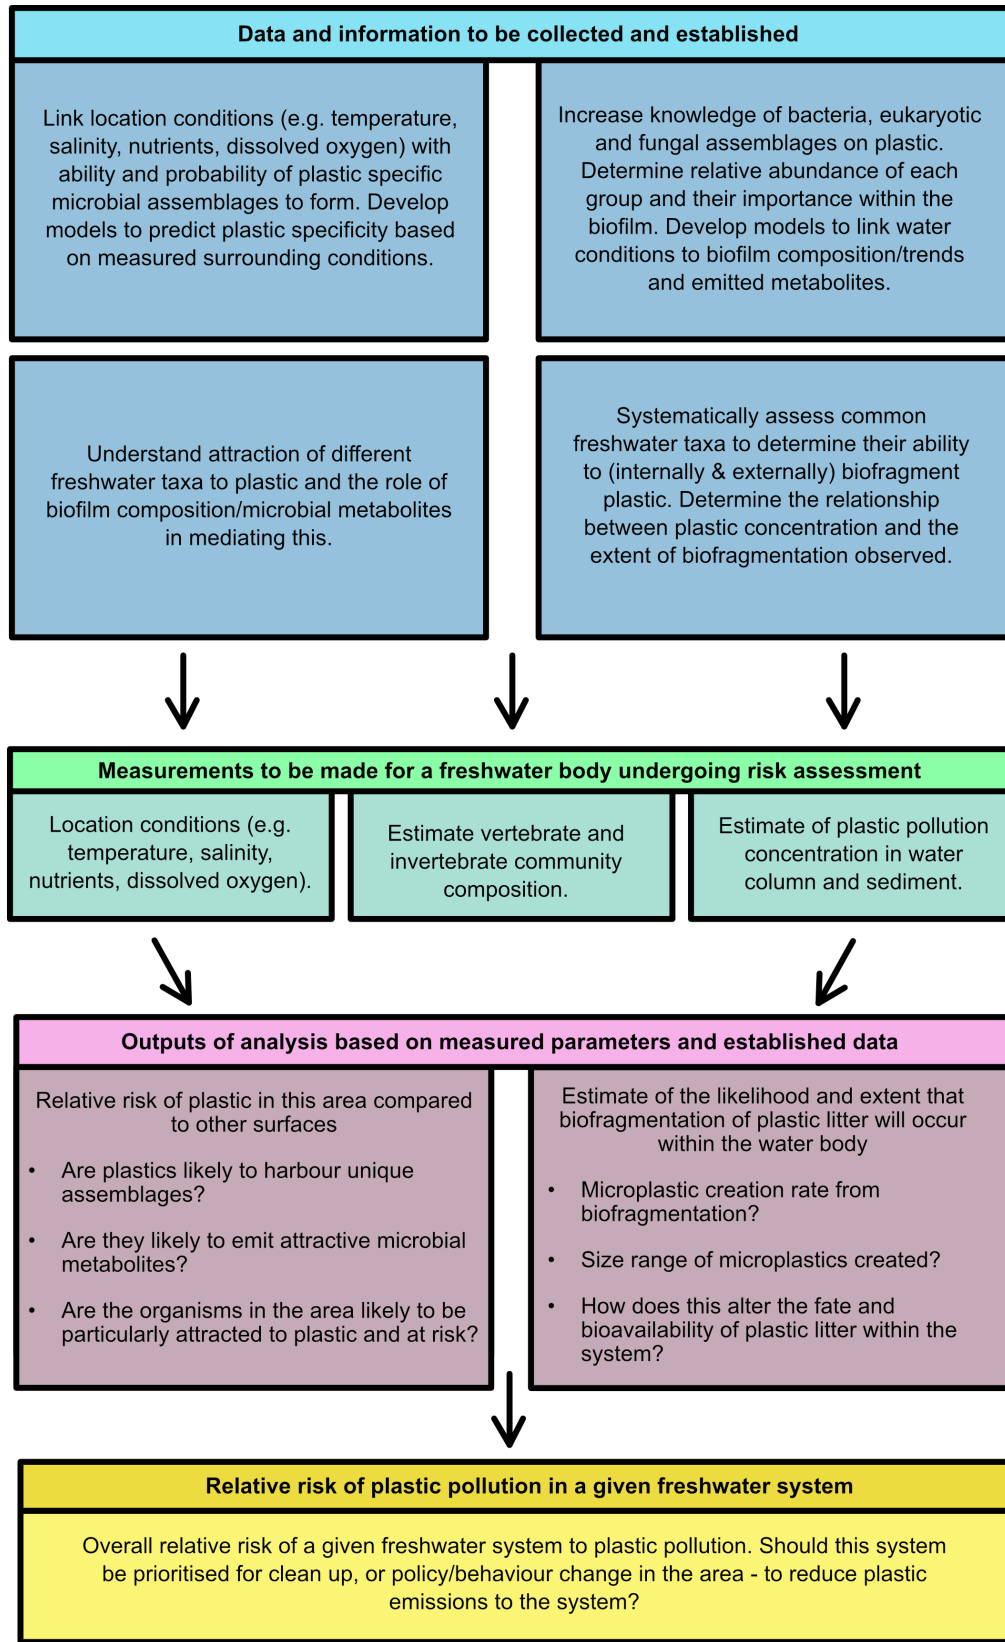 Data and information to be collected and established
Link location conditions (e.g. temperature,
salinity, nutrients, dissolved oxygen) with
ability and probability of plastic specific
microbial assemblages to form. Develop
models to predict plastic specificity based
on measured surrounding conditions.
Increase knowledge of bacteria, eukaryotic
and fungal assemblages on plastic.
Determine relative abundance of each
group and their importance within the
biofilm. Develop models to link water
conditions to biofilm composition/trends
and emitted metabolites.
Understand attraction of different
freshwater taxa to plastic and the role of
biofilm composition/microbial metabolites
in mediating this.
Systematically assess common
freshwater taxa to determine their ability
to (internally & externally) biofragment
plastic. Determine the relationship
between plastic concentration and the
extent of biofragmentation observed.
Measurements to be made for a freshwater body undergoing risk assessment
Location conditions (e.g.
temperature, salinity,
nutrients, dissolved oxygen).
Estimate vertebrate and
invertebrate community
composition.
Estimate of plastic pollution
concentration in water
column and sediment.
Outputs of analysis based on measured parameters and established data
Relative risk of plastic in this area compared
to other surfaces
• Are plastics likely to harbour unique
assemblages?
• Are they likely to emit attractive microbial
metabolites?
• Are the organisms in the area likely to be
particularly attracted to plastic and at risk?
Estimate of the likelihood and extent that
biofragmentation of plastic litter will occur
within the water body
• Microplastic creation rate from
biofragmentation?
• Size range of microplastics created?
• How does this alter the fate and
bioavailability of plastic litter within the
system?
Relative risk of plastic pollution in a given freshwater system
Overall relative risk of a given freshwater system to plastic pollution. Should this system
be prioritised for clean up, or policy/behaviour change in the area - to reduce plastic
emissions to the system?